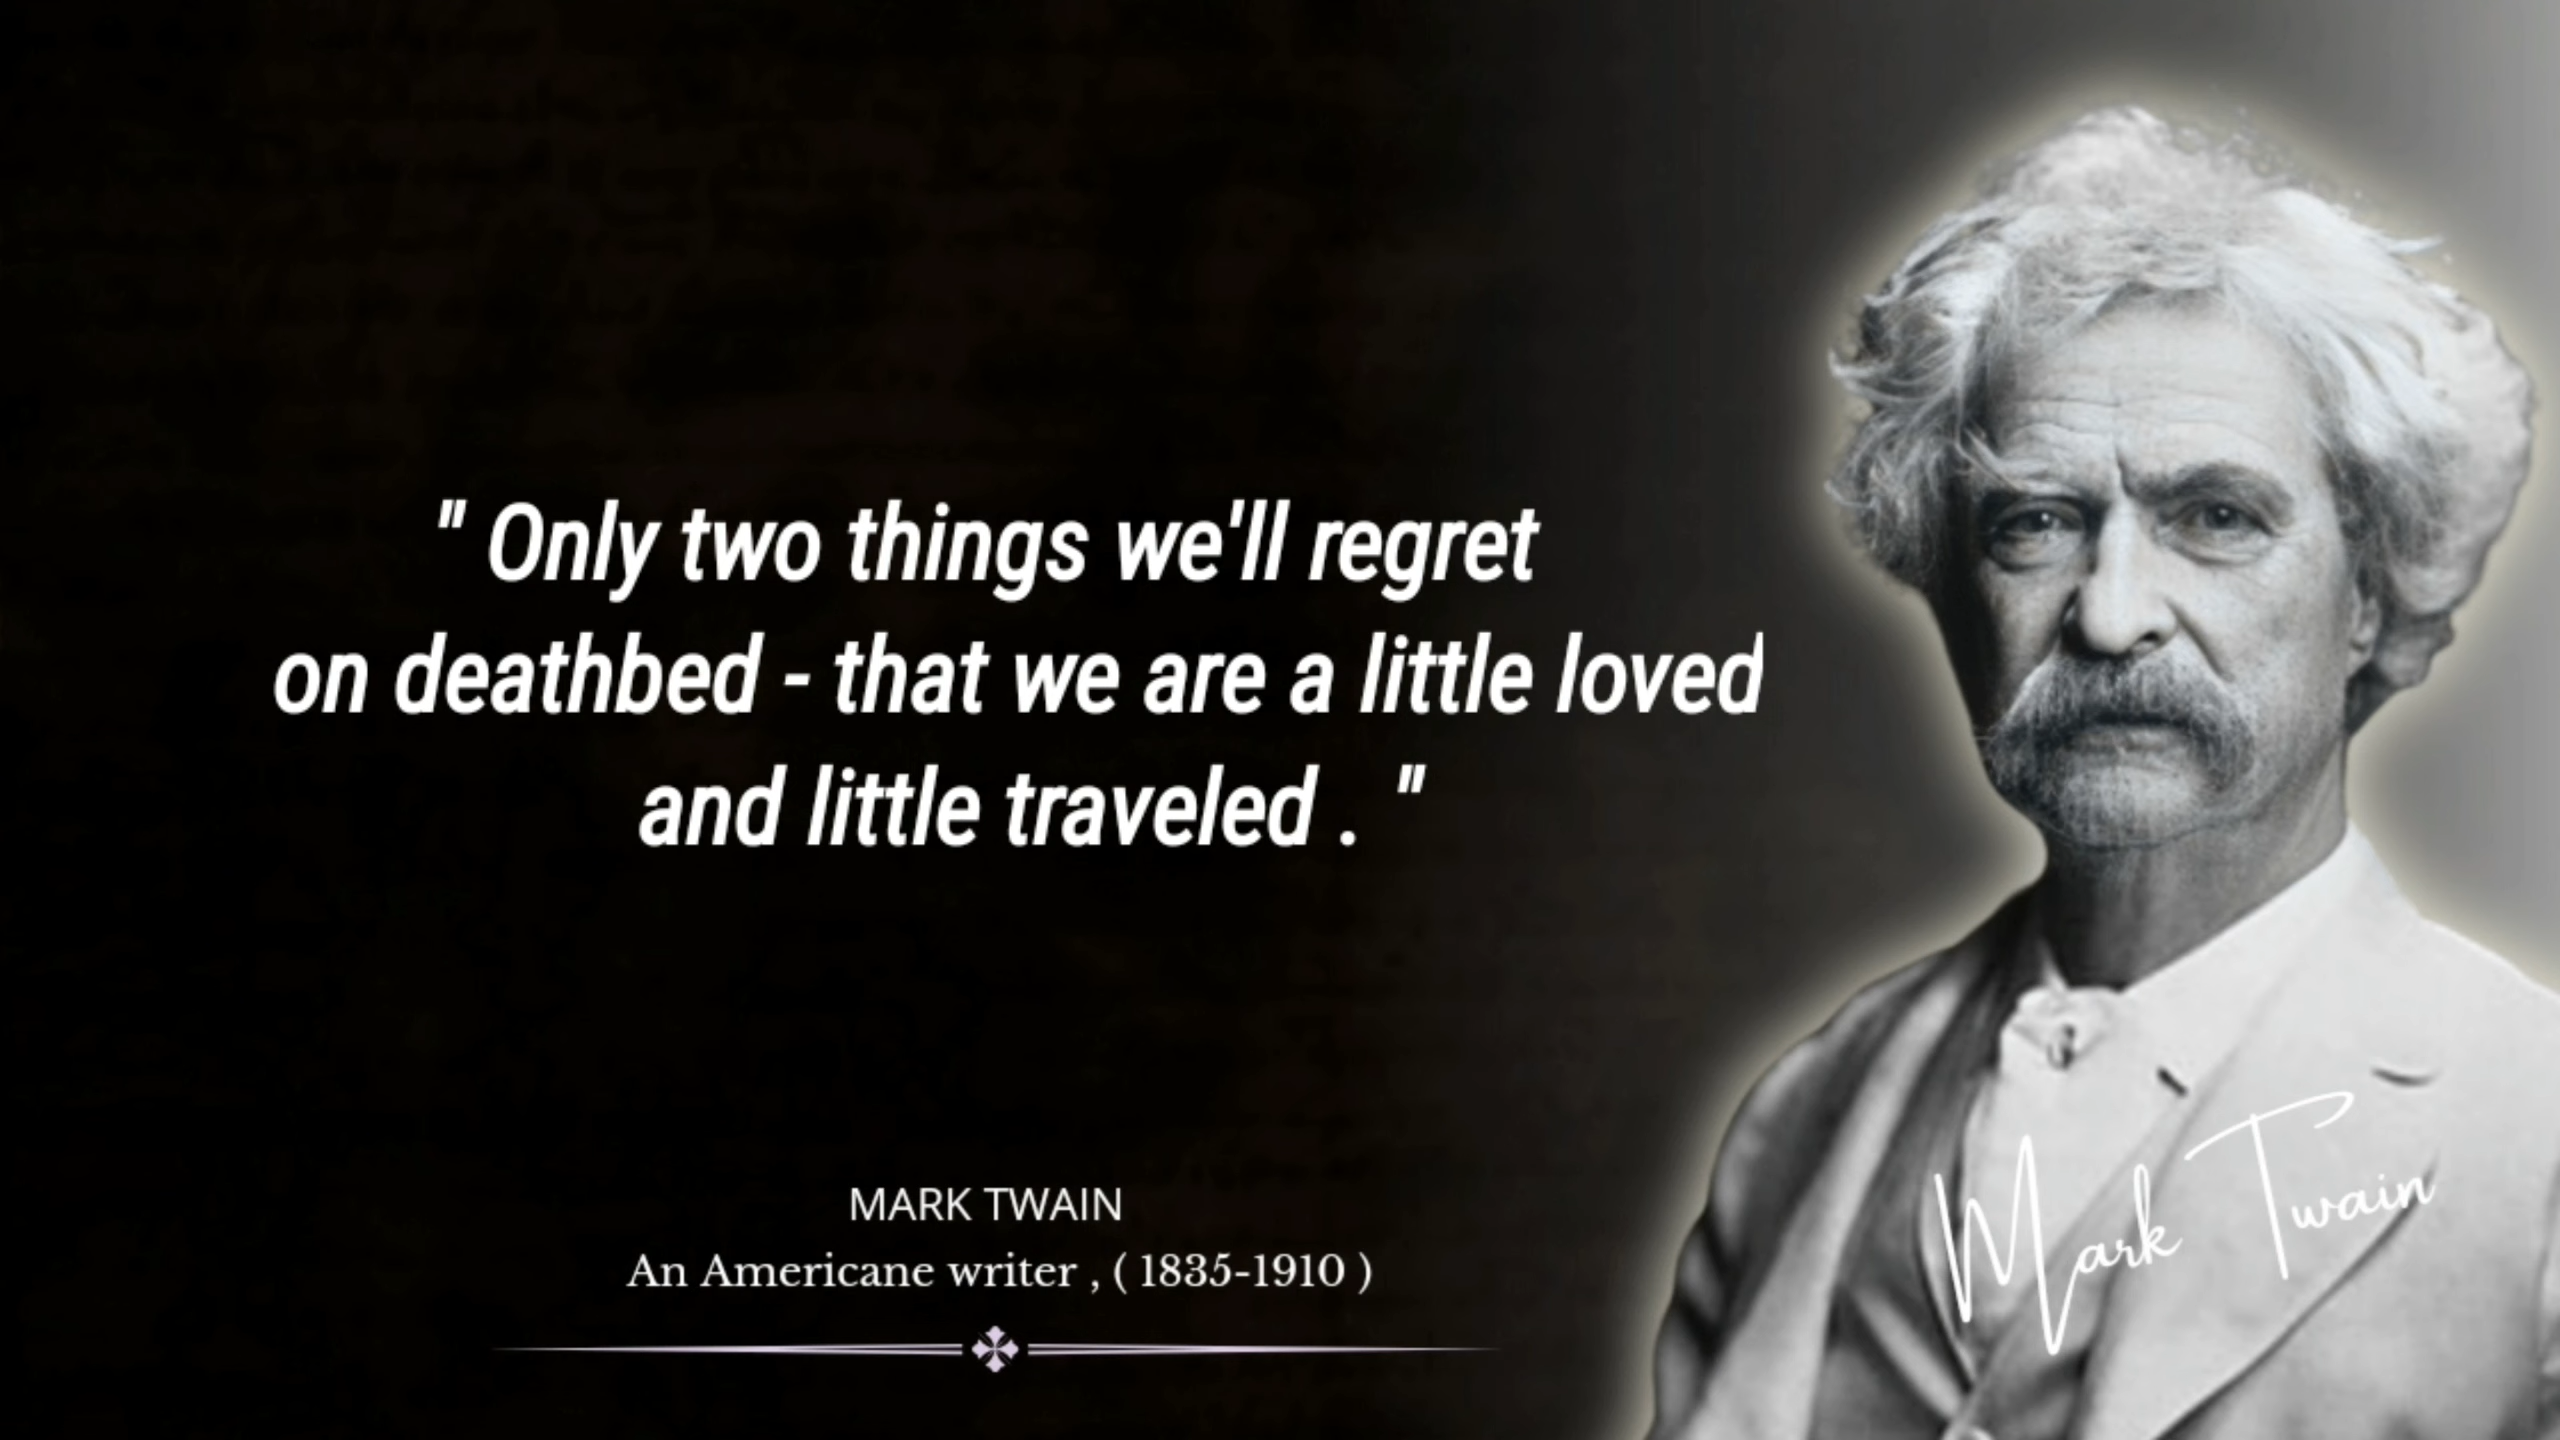 " Only two things we'll regret
on deathbed - that we are a little loved
and little traveled . "
MARK TWAIN
An Americane writer , ( 1835-1910 )
Mark Twain